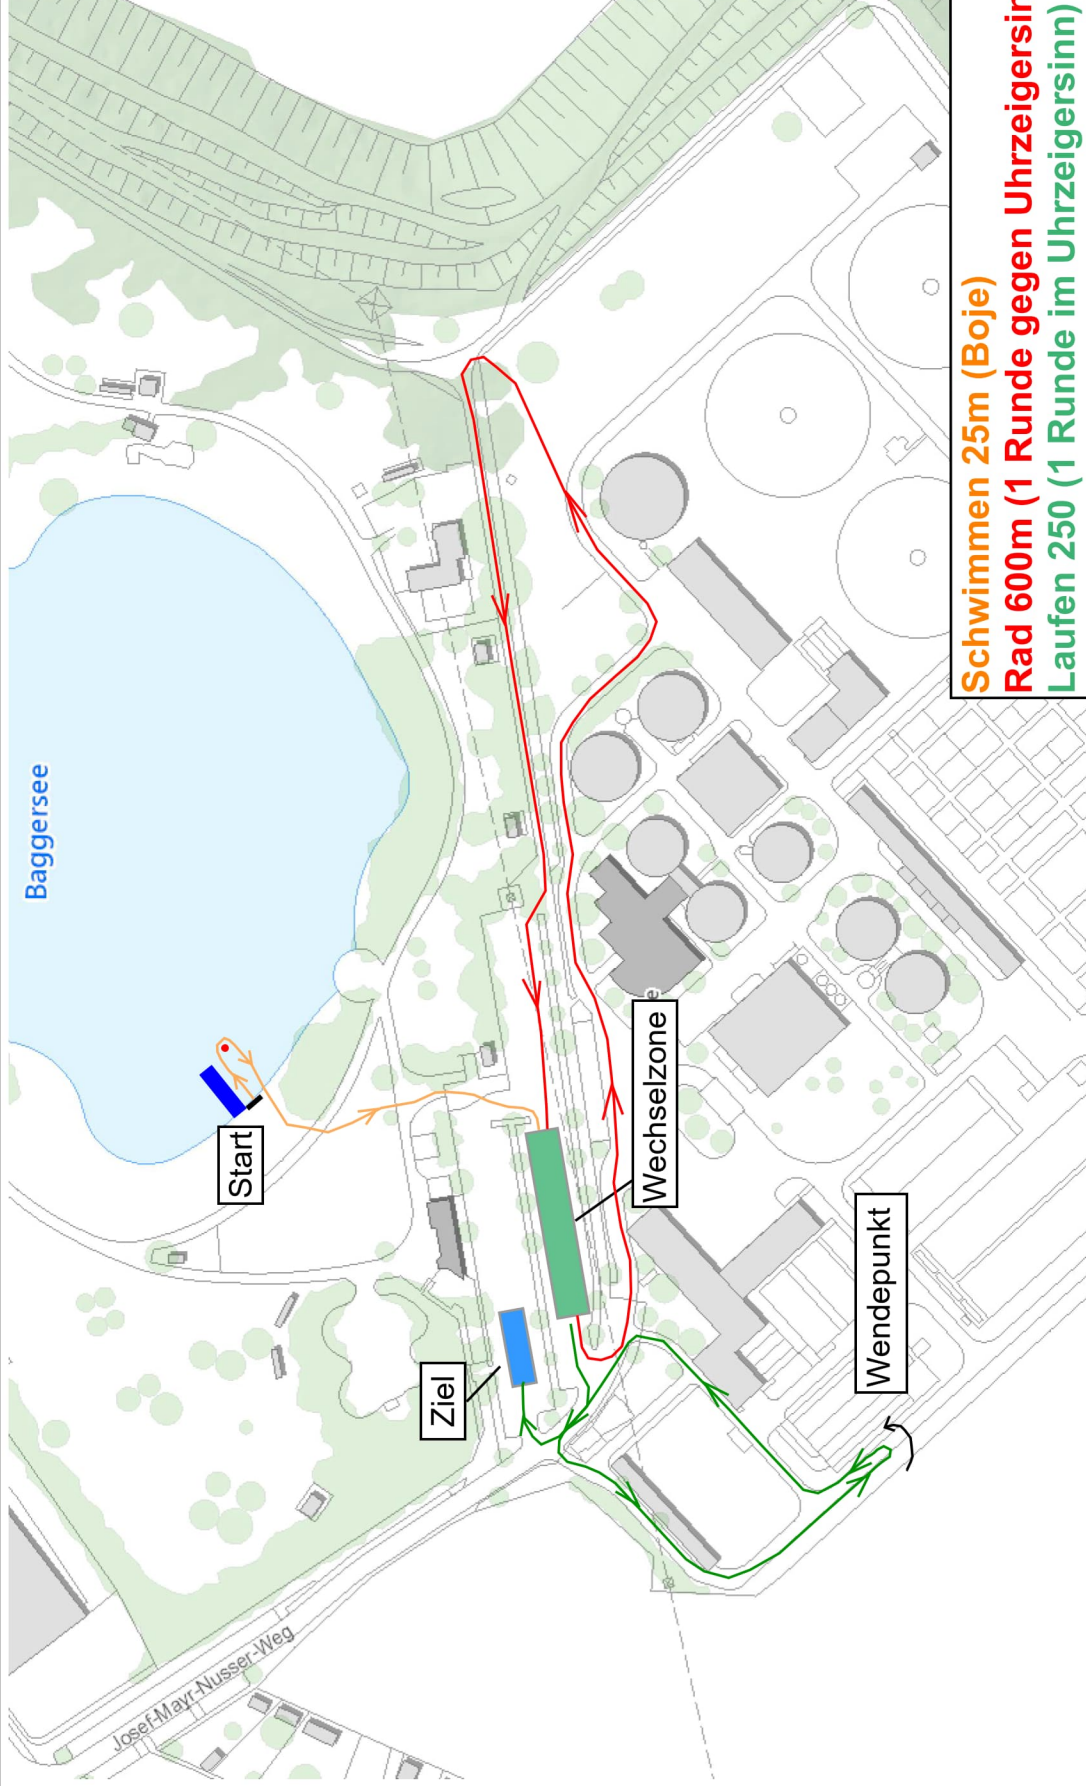 Baggersee
Start
Ziel
Wechselzone
e
Wendepunkt
Josef-Mayr-Nusser-Weg
Schwimmen 25m (Boje)
Rad 600m (1 Runde gegen Uhrzeigersin
Laufen 250 (1 Runde im Uhrzeigersinn)